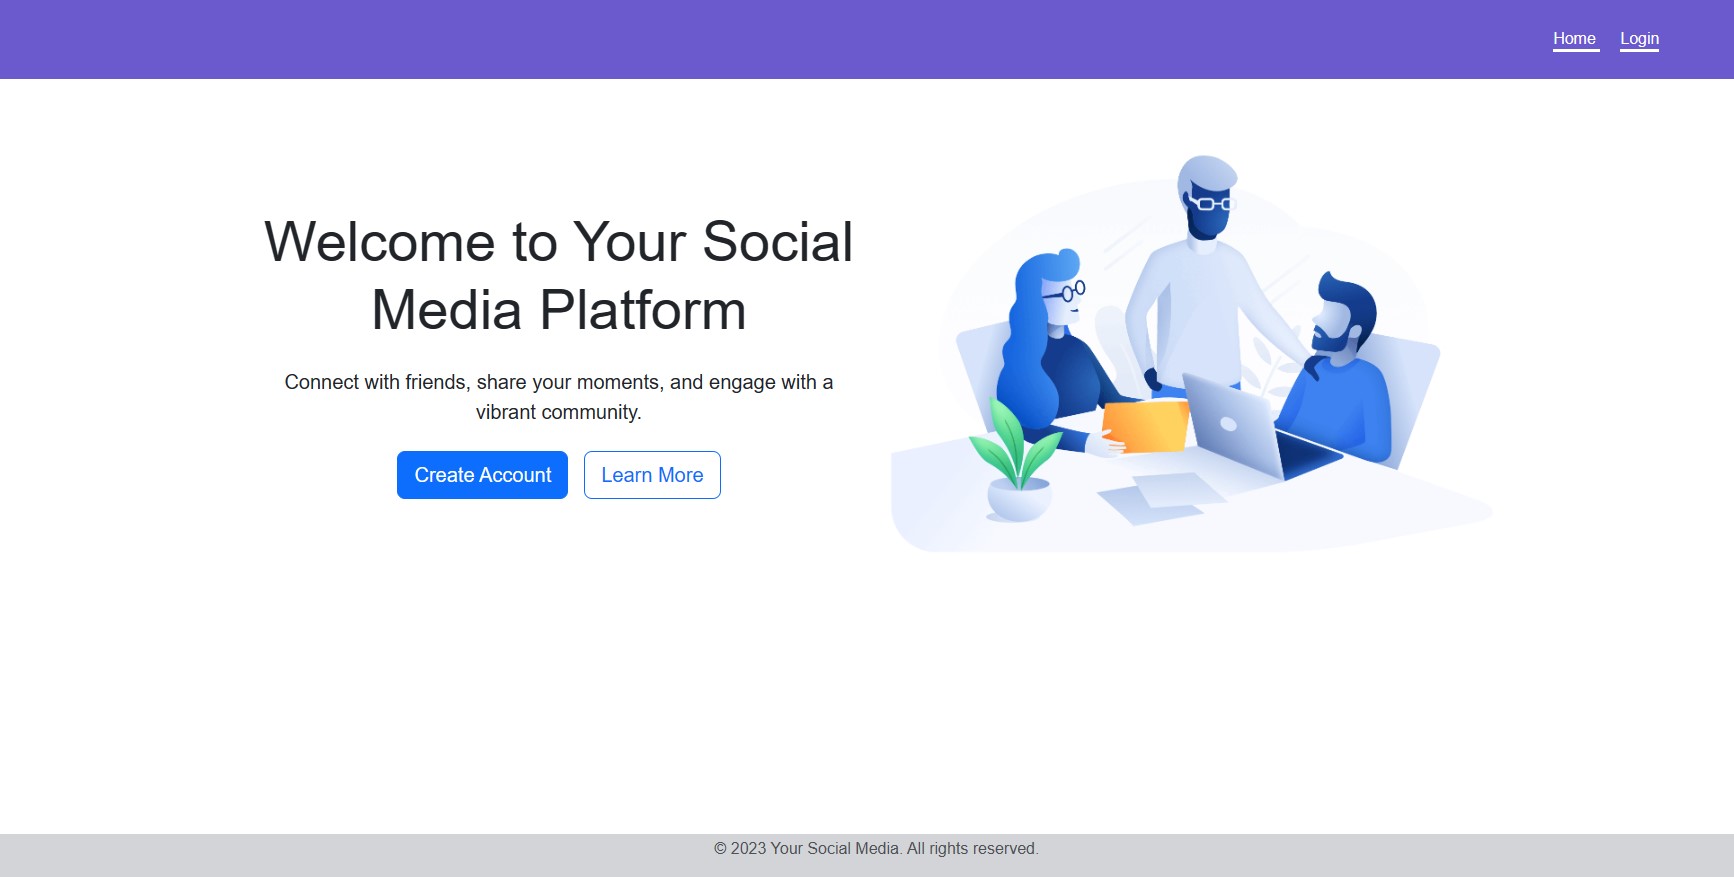 Home Login
Welcome to Your Social
Media Platform
Connect with friends, share your moments, and engage with a
vibrant community.
Create Account Learn More
© 2023 Your Social Media. All rights reserved.